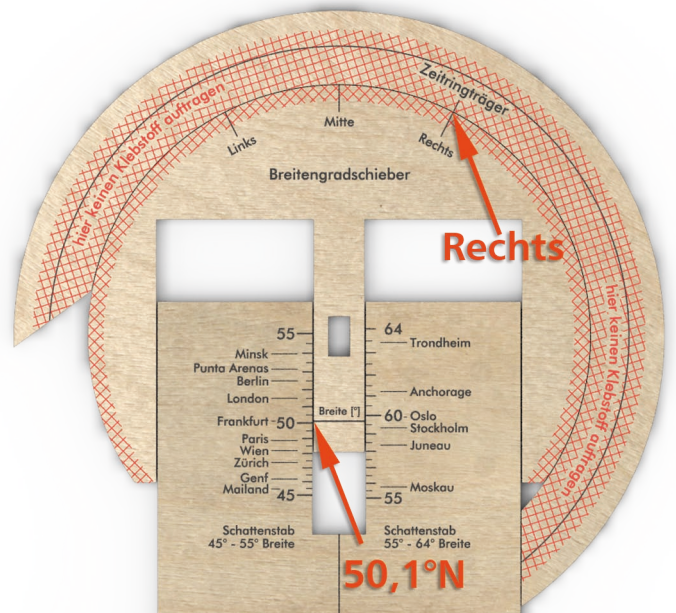 hier keinen Klebstoff auftragen
Zeitringträger
Links
Mitte
Rechts
Breitengradschieber
Rechts
hier keinen Klebstoff auftragen
55
Minsk
Punta Arenas
Berlin
London
Frankfurt 50
Paris
Wien
Zürich
Genf
Mailand 45
Schattenstab
45° - 55° Breite
Breite [°]
64
Trondheim
Anchorage
60 Oslo
Stockholm
Juneau
Moskau
55
Schattenstab
55° - 64° Breite
50,1°N